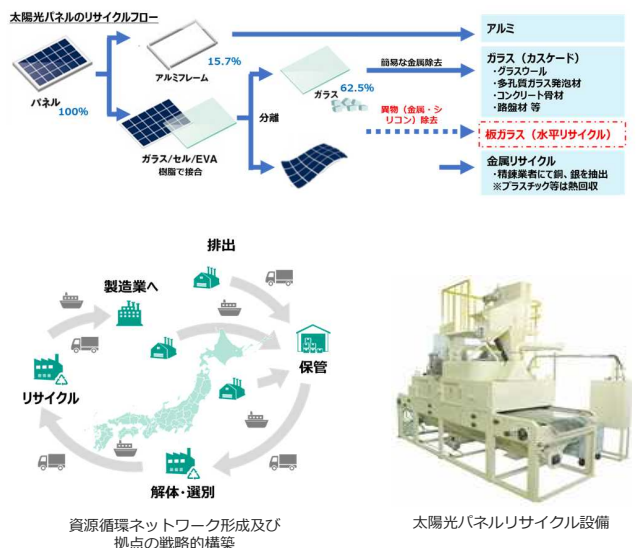 太陽光パネルのリサイクルフロー
パネル
100%
アルミフレーム
15.7%
ガラス/セル/EVA
樹脂で接合
分離
ガラス
62.5%
簡易な金属除去
異物（金属・シ
リコン）除去
アルミ
ガラス（カスケード）
・グラスウール
・多孔質ガラス発泡材
・コンクリート骨材
・路盤材 等
板ガラス（水平リサイクル）
金属リサイクル
・精錬業者にて銅、銀を抽出
※プラスチック等は熱回収
排出
製造業へ
保管
リサイクル
解体・選別
資源循環ネットワーク形成及び
拠点の戦略的構築
太陽光パネルリサイクル設備